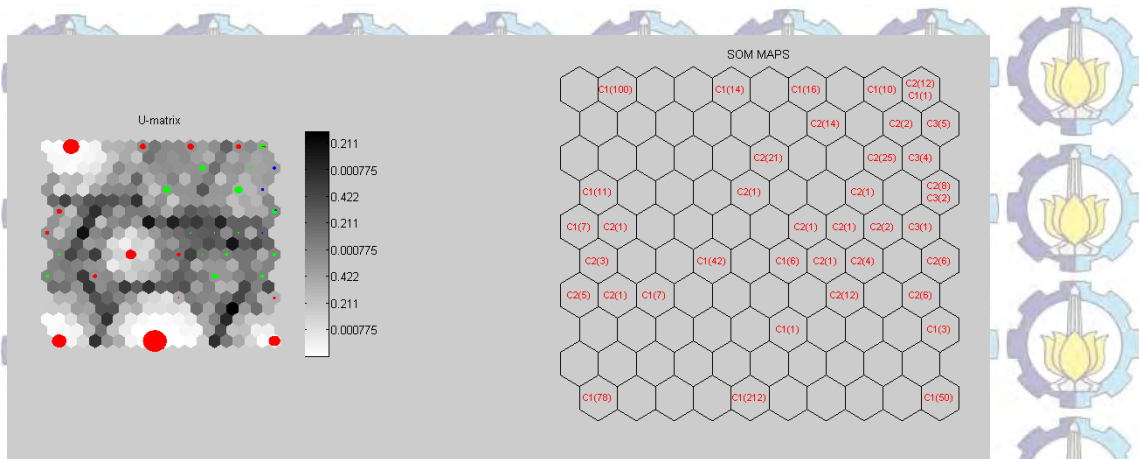 SOM MAPS
C1(100) C1(14) C1(16) C1(10) C2(12)
C1(1)
C2(14) C2(2) C3(5)
C2(21) C2(25) C3(4)
C1(11) C2(1) C2(1) C2(8)
C3(2)
C1(7) C2(1) C2(1) C2(1) C2(2) C3(1)
C2(3) C1(42) C1(6) C2(1) C2(4) C2(6)
C2(5) C2(1) C1(7) C2(12) C2(6)
C1(1) C1(3)
C1(78) C1(212) C1(50)
U-matrix
0.211
0.000775
0.422
0.211
0.000775
0.422
0.211
0.000775